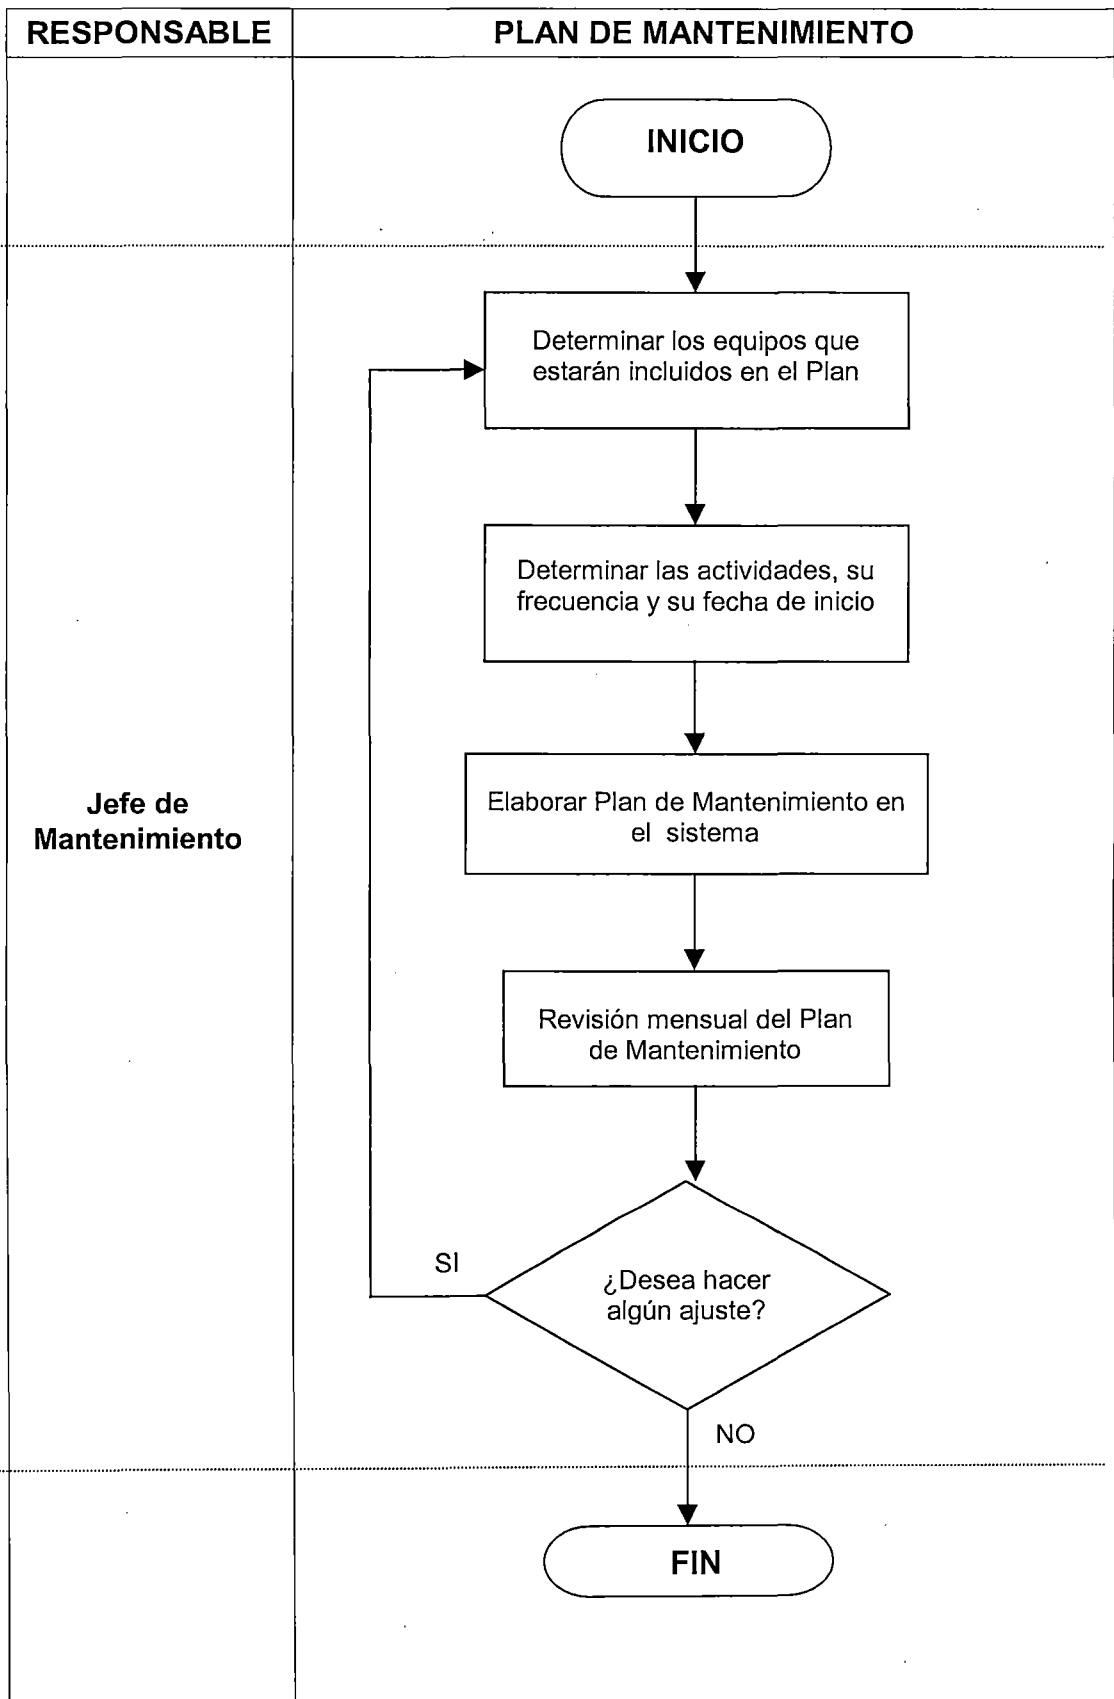 RESPONSABLE
PLAN DE MANTENIMIENTO
INICIO
Determinar los equipos que
estarán incluidos en el Plan
Determinar las actividades, su
frecuencia y su fecha de inicio
Elaborar Plan de Mantenimiento en
el sistema
Jefe de
Mantenimiento
Revisión mensual del Plan
de Mantenimiento
SI
¿Desea hacer
algún ajuste?
NO
FIN